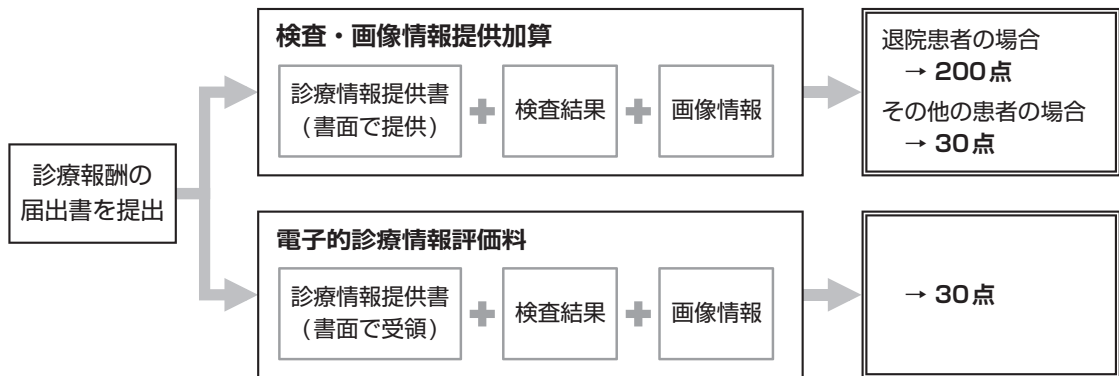 診療報酬の
届出書を提出
検査・画像情報提供加算
診療情報提供書
(書面で提供)
検査結果
画像情報
退院患者の場合
→ 200点
その他の患者の場合
→ 30点
電子的診療情報評価料
診療情報提供書
(書面で受領)
検査結果
画像情報
→ 30点